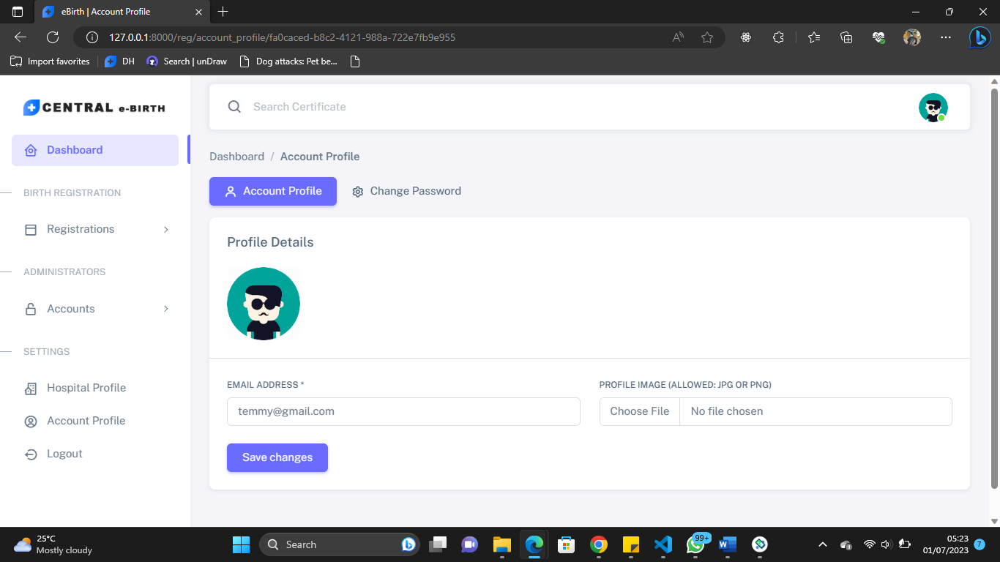 eBirth | Account Profile
127.0.0.1:8000/reg/account_profile/fa0caced-b8c2-4121-988a-722e7fb9e955
Import favorites
DH
Search | unDraw
Dog attacks: Pet be...
CENTRAL e-BIRTH
Search Certificate
Dashboard
Dashboard / Account Profile
Account Profile
Change Password
BIRTH REGISTRATION
Registrations
ADMINISTRATORS
Accounts
SETTINGS
Hospital Profile
Account Profile
Logout
Profile Details
EMAIL ADDRESS *
temmy@gmail.com
PROFILE IMAGE (ALLOWED: JPG OR PNG)
Choose File No file chosen
Save changes
25°C
Mostly cloudy
Search
99+
05:23
01/07/2023
7